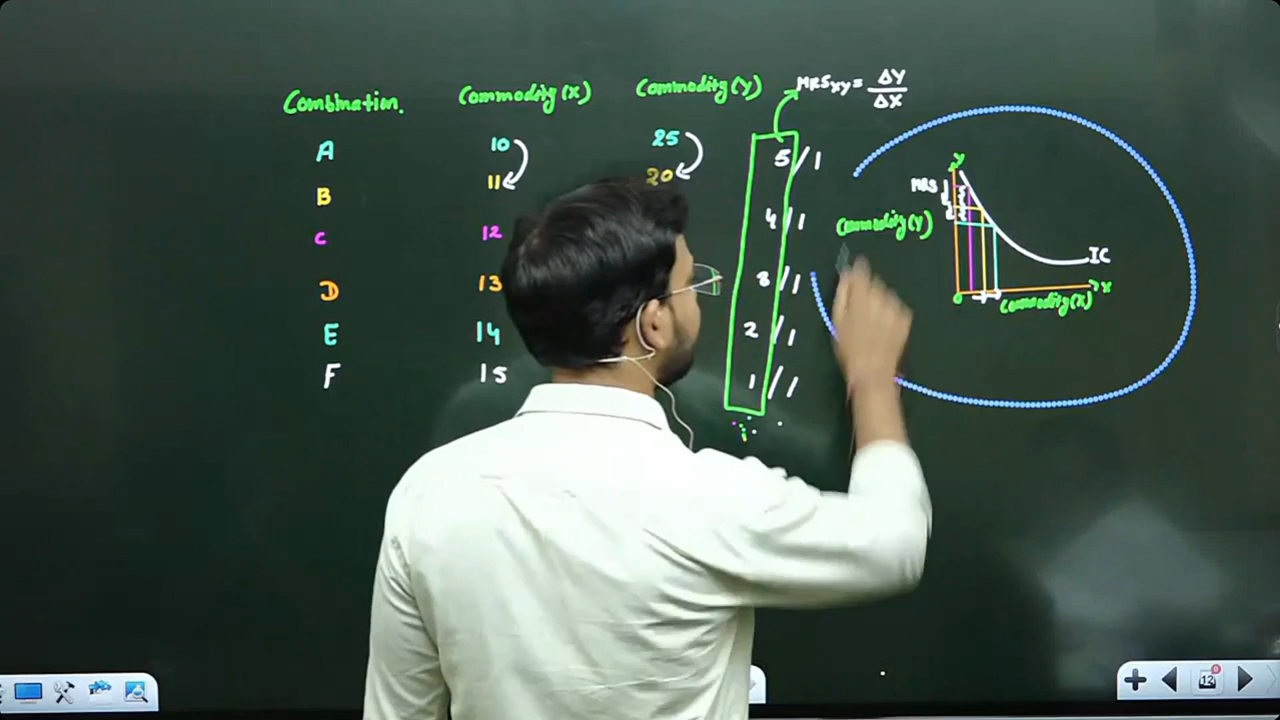 Combination. Commodity(X) Commodity(Y) MRSxy = ΔY/ΔX
A 10 25 5/1
B 11 20
C 12 4/1
D 13 3/1
E 14 2/1
F 15 1/1
Y
MRS
Commodity(Y)
IC
O Commodity(X) X
12